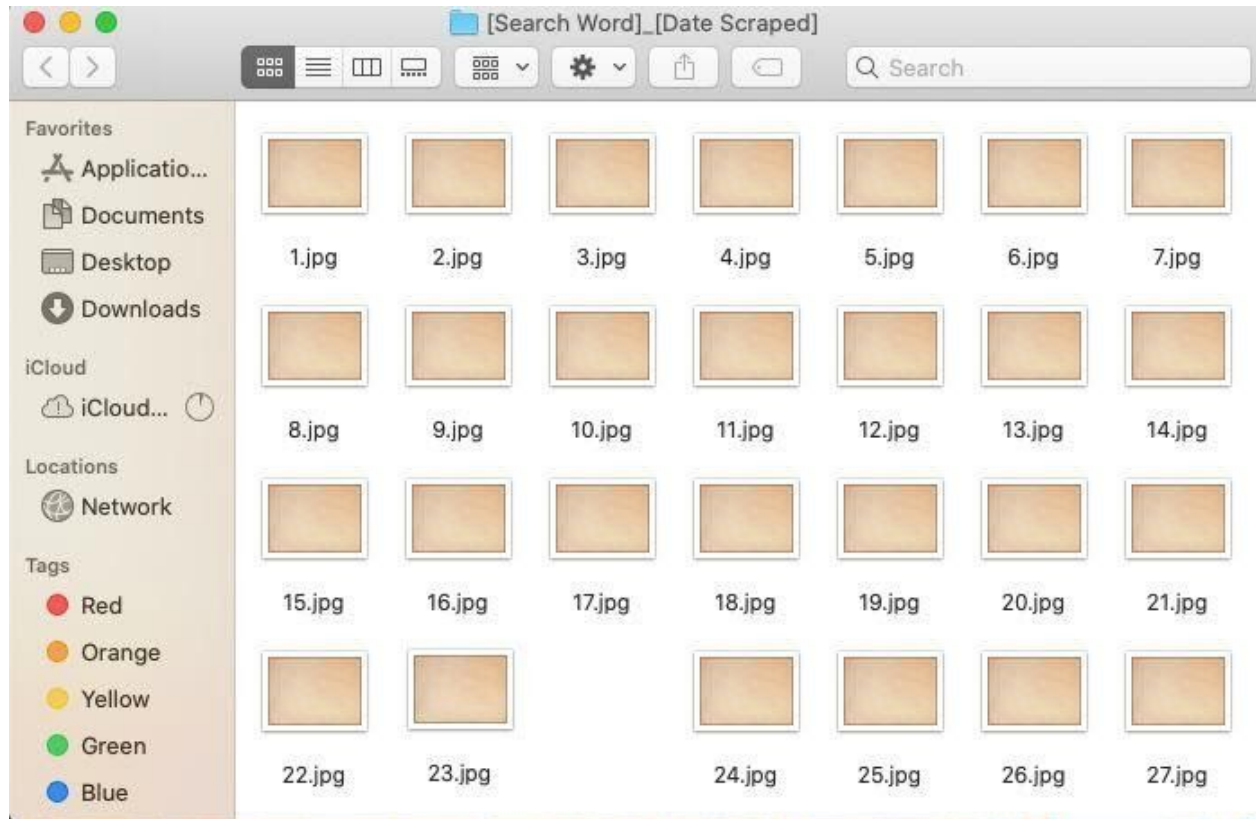 [Search Word]_[Date Scraped]
Search
Favorites
Applicatio...
Documents
Desktop
Downloads
iCloud
iCloud...
Locations
Network
Tags
Red
Orange
Yellow
Green
Blue
1.jpg 2.jpg 3.jpg 4.jpg 5.jpg 6.jpg 7.jpg
8.jpg 9.jpg 10.jpg 11.jpg 12.jpg 13.jpg 14.jpg
15.jpg 16.jpg 17.jpg 18.jpg 19.jpg 20.jpg 21.jpg
22.jpg 23.jpg 24.jpg 25.jpg 26.jpg 27.jpg